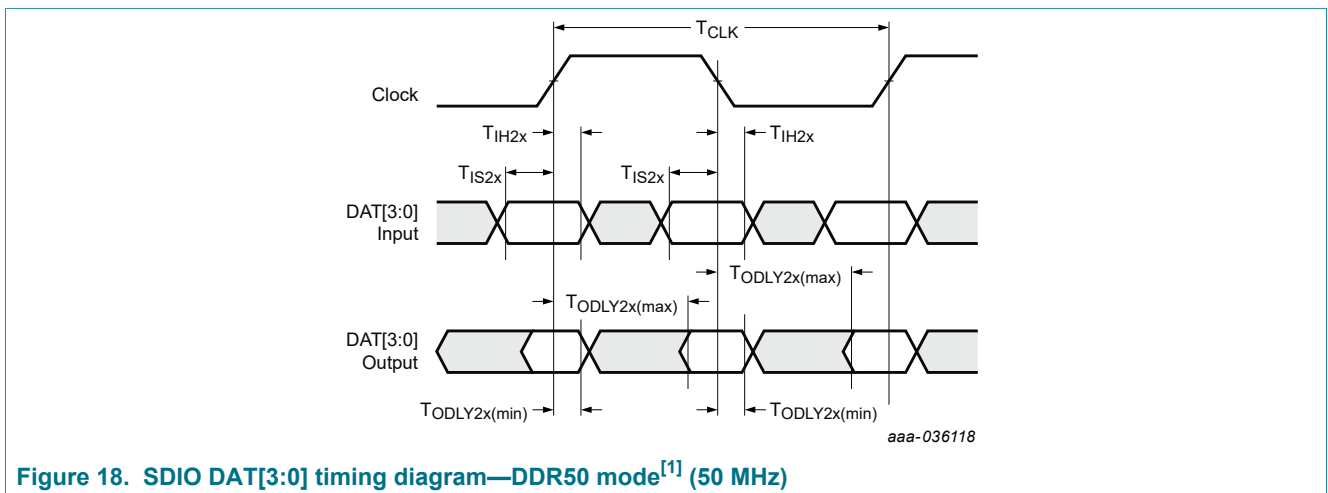 TCLK
Clock
TIH2x
TIH2x
TIS2x
TIS2x
DAT[3:0]
Input
TODLY2x(max)
TODLY2x(max)
DAT[3:0]
Output
TODLY2x(min)
TODLY2x(min)
aaa-036118
Figure 18. SDIO DAT[3:0] timing diagram—DDR50 mode[1] (50 MHz)